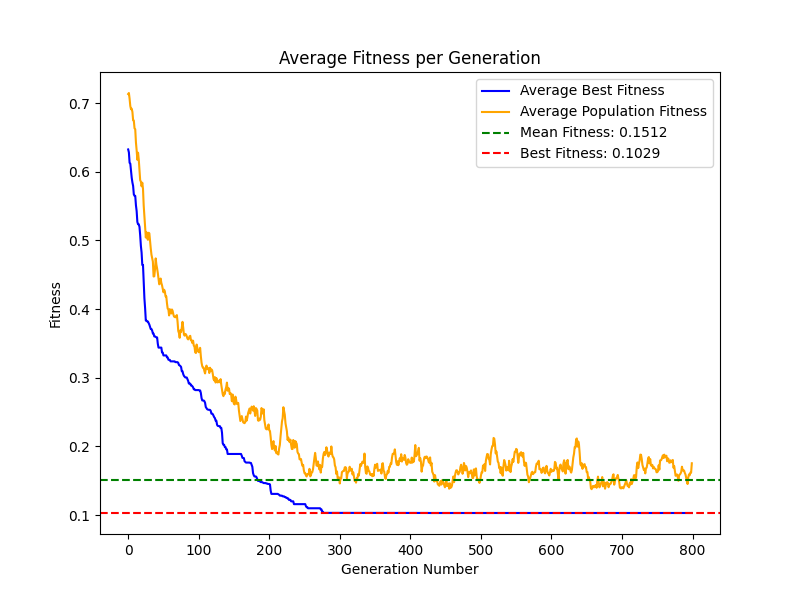 Average Fitness per Generation
Average Best Fitness
Average Population Fitness
Mean Fitness: 0.1512
Best Fitness: 0.1029
Fitness
0.7
0.6
0.5
0.4
0.3
0.2
0.1
0 100 200 300 400 500 600 700 800
Generation Number